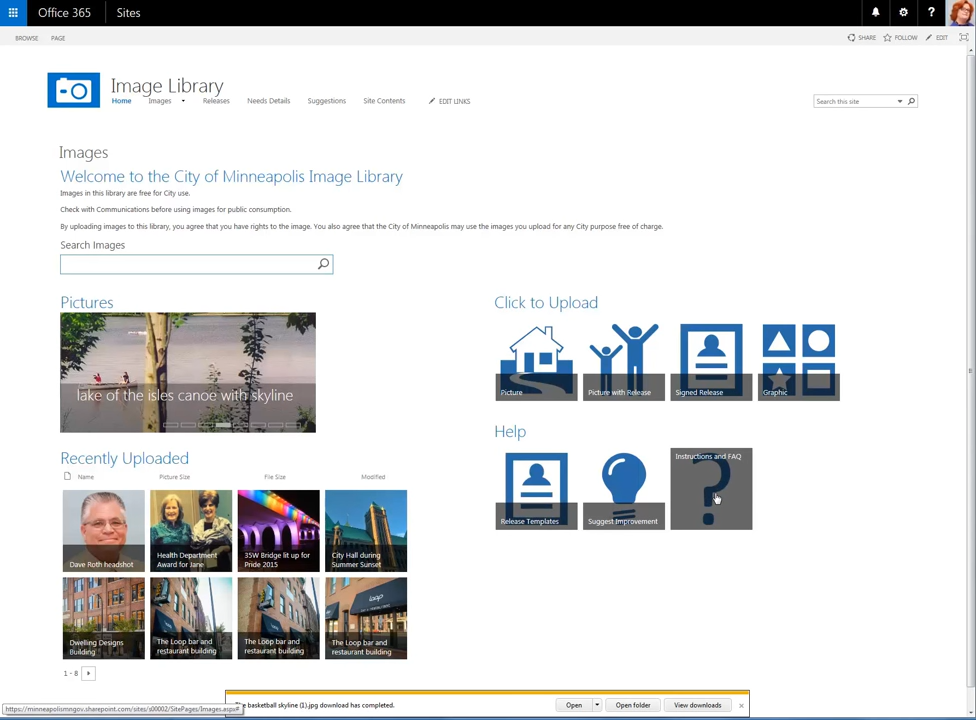 Office 365
Sites
BROWSE
PAGE
SHARE
FOLLOW
EDIT
Image Library
Home
Images
Releases
Needs Details
Suggestions
Site Contents
EDIT LINKS
Search this site
Images
Welcome to the City of Minneapolis Image Library
Images in this library are free for City use.
Check with Communications before using images for public consumption.
By uploading images to this library, you agree that you have rights to the image. You also agree that the City of Minneapolis may use the images you upload for any City purpose free of charge.
Search Images
Pictures
lake of the isles canoe with skyline
Click to Upload
Picture
Picture with Release
Signed Release
Graphic
Help
Release Templates
Suggest Improvement
Instructions and FAQ
Recently Uploaded
Name
Picture Size
File Size
Modified
Dave Roth headshot
Health Department
Award for Jane
35W Bridge lit up for
Pride 2015
City Hall during
Summer Sunset
Dwelling Designs
Building
The Loop bar and
restaurant building
The Loop bar and
restaurant building
loop
The Loop bar and
restaurant building
1 - 8
https://minneapolismngov.sharepoint.com/sites/s00002/SitePages/Images.aspx#
basketball skyline (1).jpg download has completed.
Open
Open folder
View downloads